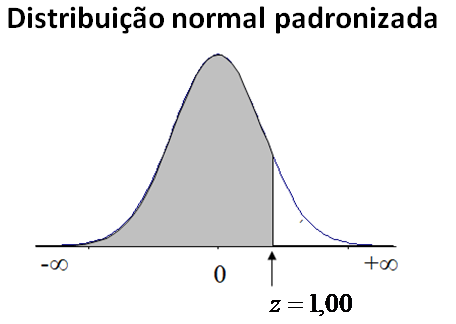 Distribuição normal padronizada
-∞ 0 +∞
z = 1,00